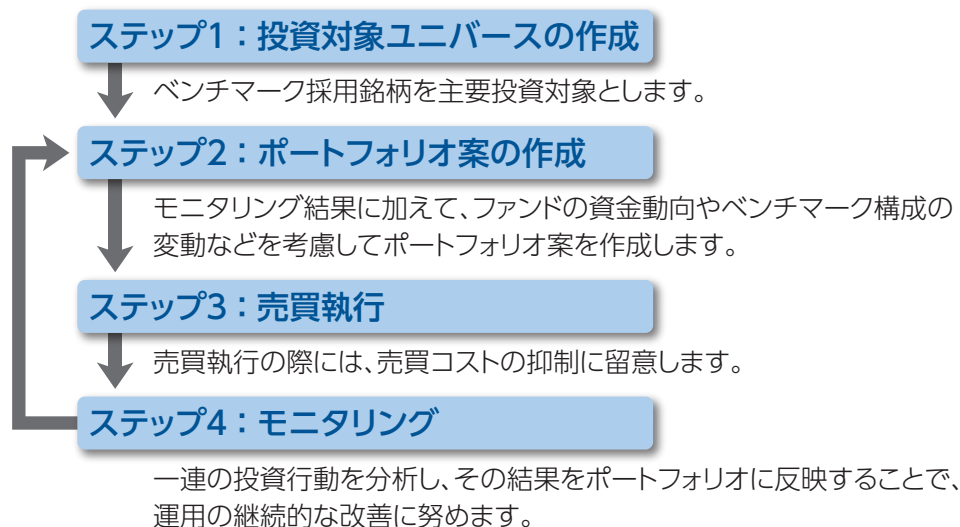 ステップ1：投資対象ユニバースの作成
ベンチマーク採用銘柄を主要投資対象とします。
ステップ2：ポートフォリオ案の作成
モニタリング結果に加えて、ファンドの資金動向やベンチマーク構成の
変動などを考慮してポートフォリオ案を作成します。
ステップ3：売買執行
売買執行の際には、売買コストの抑制に留意します。
ステップ4：モニタリング
一連の投資行動を分析し、その結果をポートフォリオに反映することで、
運用の継続的な改善に努めます。